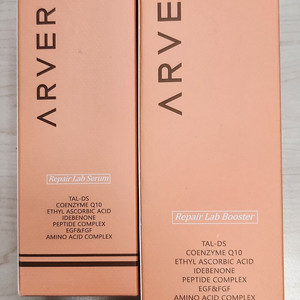 ARVER
Repair Lab Serum
TAL-DS
COENZYME Q10
ETHYL ASCORBIC ACID
IDEBENONE
PEPTIDE COMPLEX
EGF&FGF
AMINO ACID COMPLEX
ARVER
Repair Lab Booster
TAL-DS
COENZYME Q10
ETHYL ASCORBIC ACID
IDEBENONE
PEPTIDE COMPLEX
EGF&FGF
AMINO ACID COMPLEX